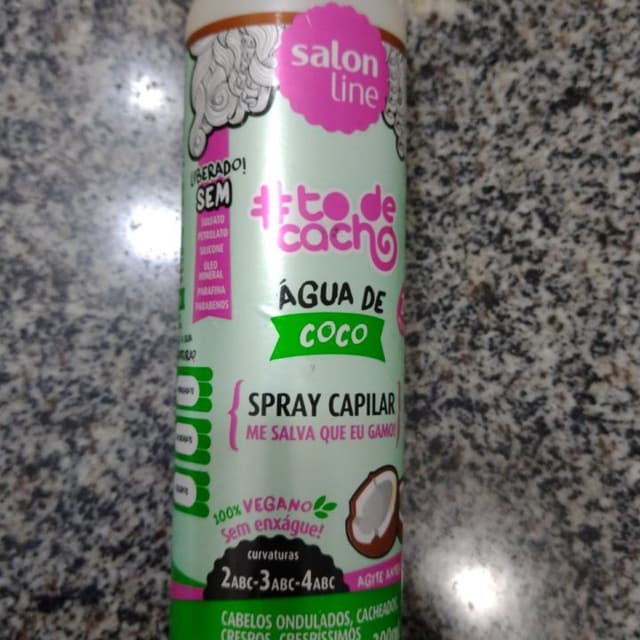 salon
line
LIBERADO!
SEM
SULFATO
PETROLATO
SILICONE
ÓLEO
MINERAL
PARAFINA
PARABENOS
#to de
cacho
ÁGUA DE
COCO
SPRAY CAPILAR
ME SALVA QUE EU GAMO!
100% VEGANO
Sem enxágue!
curvaturas
2ABC-3ABC-4ABC
AGITE
CABELOS ONDULADOS, CACHEADOS,
CRESPOS, CRESPÍSSIMOS